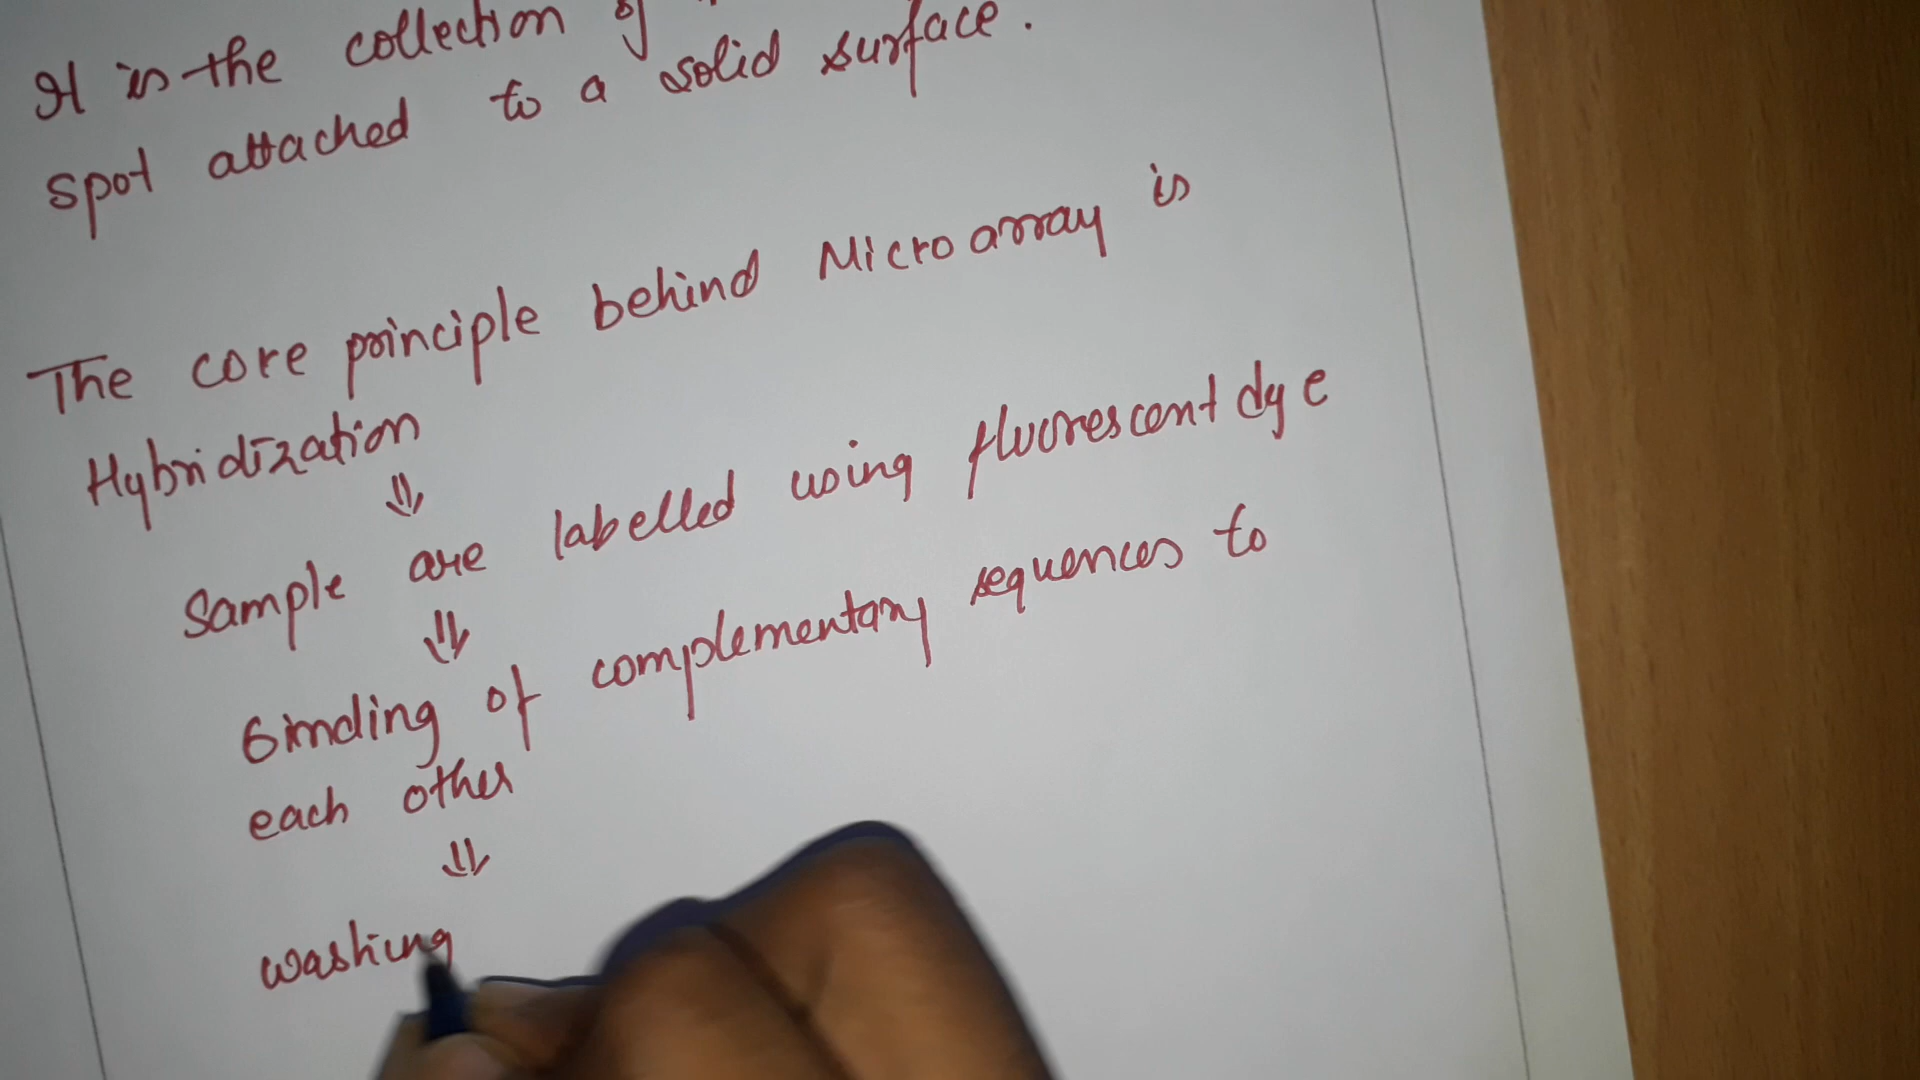 It is the collection of
spot attached to a solid surface.
The core principle behind Microarray is
Hybridization
⇓
Sample are labelled using fluorescent dye
⇓
Binding of complementary sequences to
each other
⇓
washing